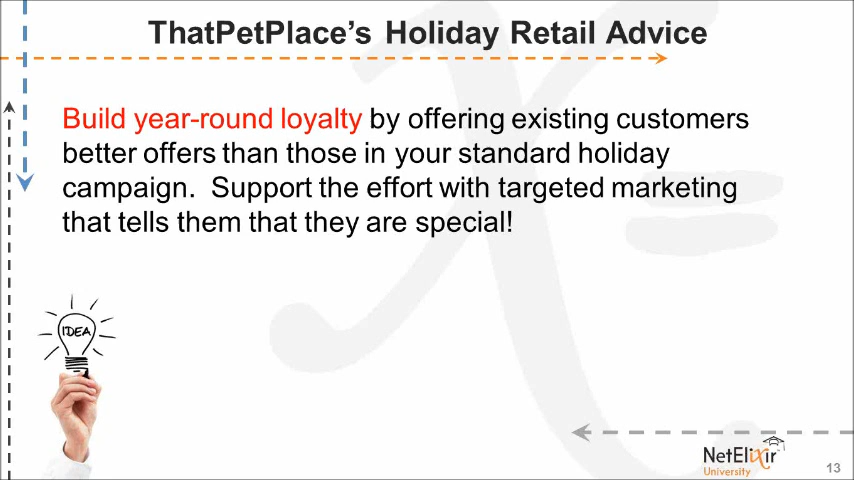 ThatPetPlace’s Holiday Retail Advice
Build year-round loyalty by offering existing customers
better offers than those in your standard holiday
campaign.  Support the effort with targeted marketing
that tells them that they are special!
IDEA
NetElixir
University
13